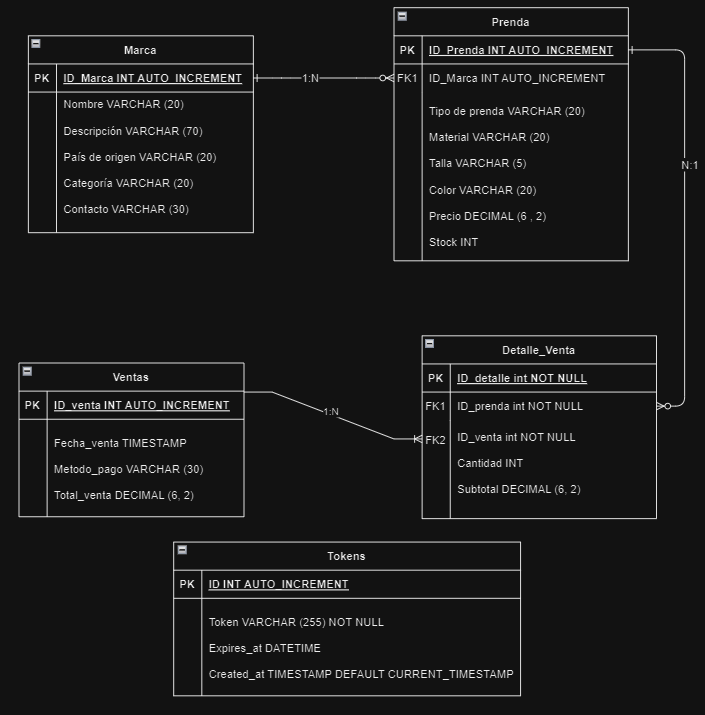 Marca
PK ID_Marca INT AUTO_INCREMENT
Nombre VARCHAR (20)
Descripción VARCHAR (70)
País de origen VARCHAR (20)
Categoría VARCHAR (20)
Contacto VARCHAR (30)
1:N
Prenda
PK ID_Prenda INT AUTO_INCREMENT
FK1 ID_Marca INT AUTO_INCREMENT
Tipo de prenda VARCHAR (20)
Material VARCHAR (20)
Talla VARCHAR (5)
Color VARCHAR (20)
Precio DECIMAL (6 , 2)
Stock INT
N:1
Ventas
PK ID_venta INT AUTO_INCREMENT
Fecha_venta TIMESTAMP
Metodo_pago VARCHAR (30)
Total_venta DECIMAL (6, 2)
1:N
Detalle_Venta
PK ID_detalle int NOT NULL
FK1 ID_prenda int NOT NULL
FK2 ID_venta int NOT NULL
Cantidad INT
Subtotal DECIMAL (6, 2)
Tokens
PK ID INT AUTO_INCREMENT
Token VARCHAR (255) NOT NULL
Expires_at DATETIME
Created_at TIMESTAMP DEFAULT CURRENT_TIMESTAMP